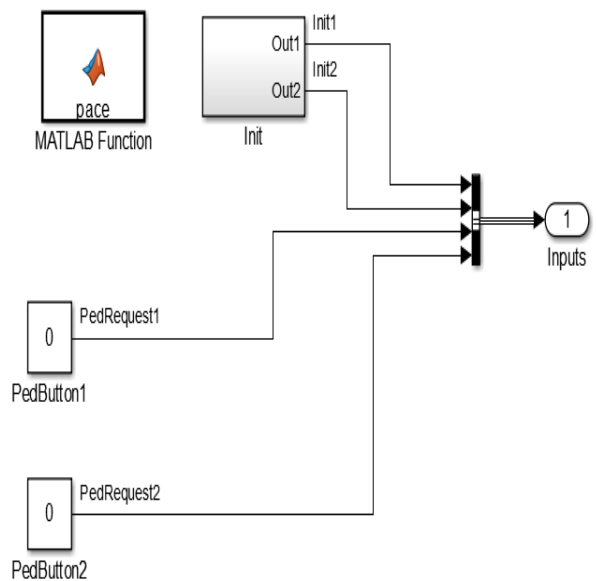 pace
MATLAB Function
Out1
Out2
Init
Init1
Init2
1
Inputs
PedRequest1
0
PedButton1
PedRequest2
0
PedButton2